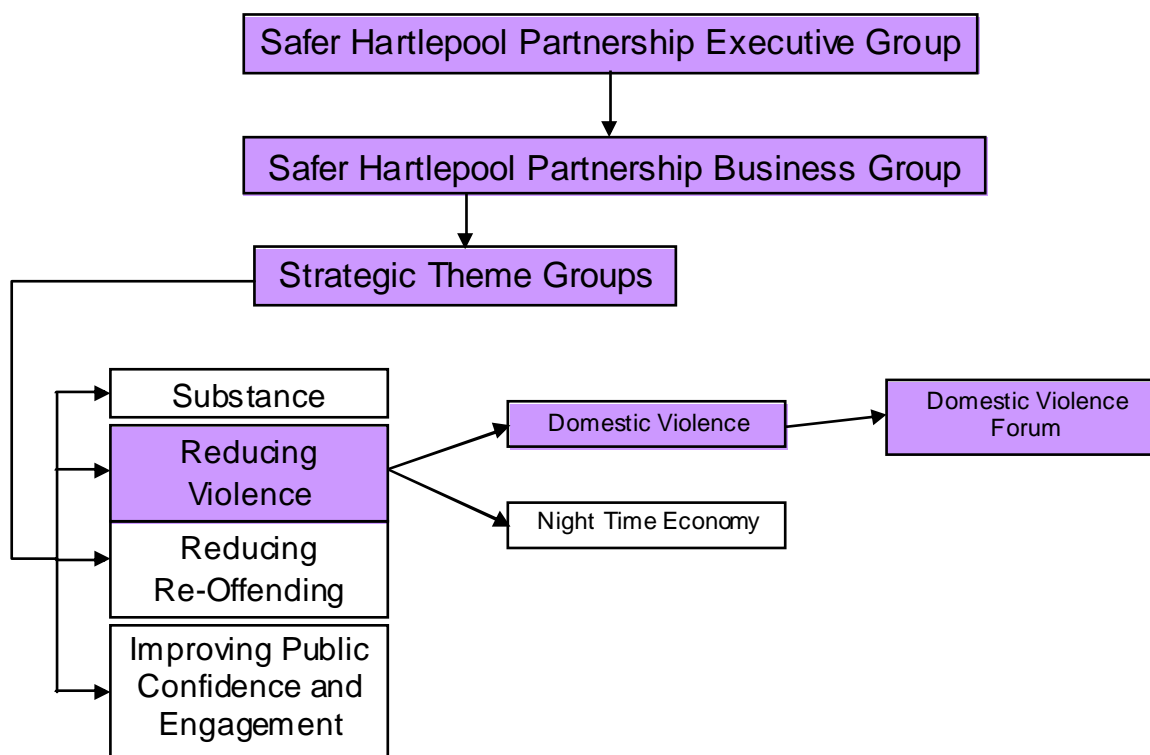 Safer Hartlepool Partnership Executive Group
Safer Hartlepool Partnership Business Group
Strategic Theme Groups
Substance
Reducing
Violence
Reducing
Re-Offending
Improving Public
Confidence and
Engagement
Domestic Violence
Night Time Economy
Domestic Violence
Forum